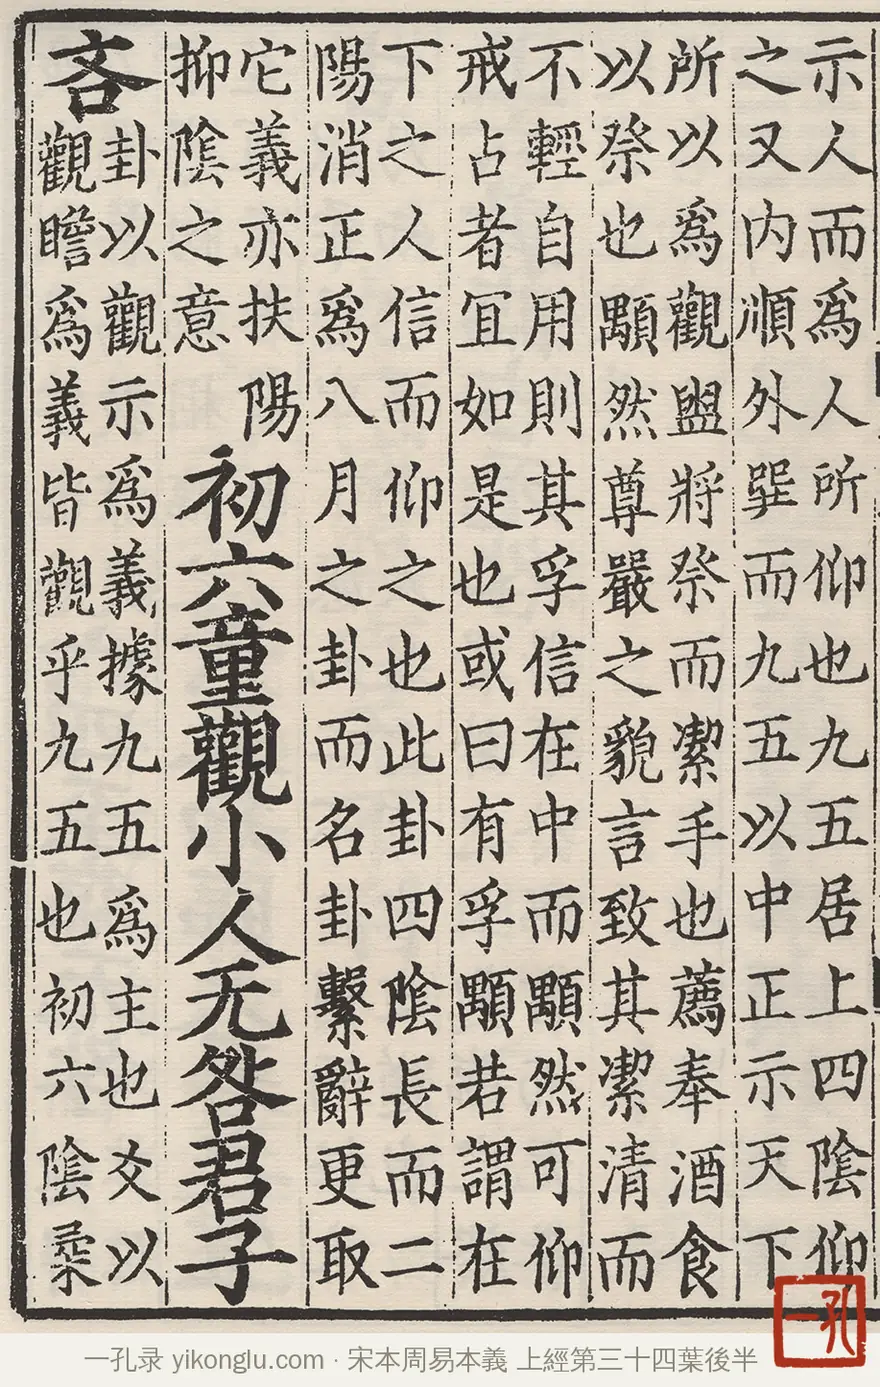 示人而爲人所仰也九五居上四陰仰
之又内順外巽而九五以中正示天下
所以爲觀盥將祭而潔手也薦奉酒食
以祭也顒然尊嚴之貌言致其潔清而
不輕自用則其孚信在中而顒然可仰
戒占者冝如是也或曰有孚顒若謂在
下之人信而仰之也此卦四陰長而二
陽消正爲八月之卦而名卦繫辭更取
它義亦扶陽
抑陰之意
初六童觀小人无咎君子
吝
卦以觀示爲義據九五爲主也爻以
觀瞻爲義皆觀乎九五也初六陰柔
一孔录 yikonglu.com · 宋本周易本義 上經第三十四葉後半
一孔